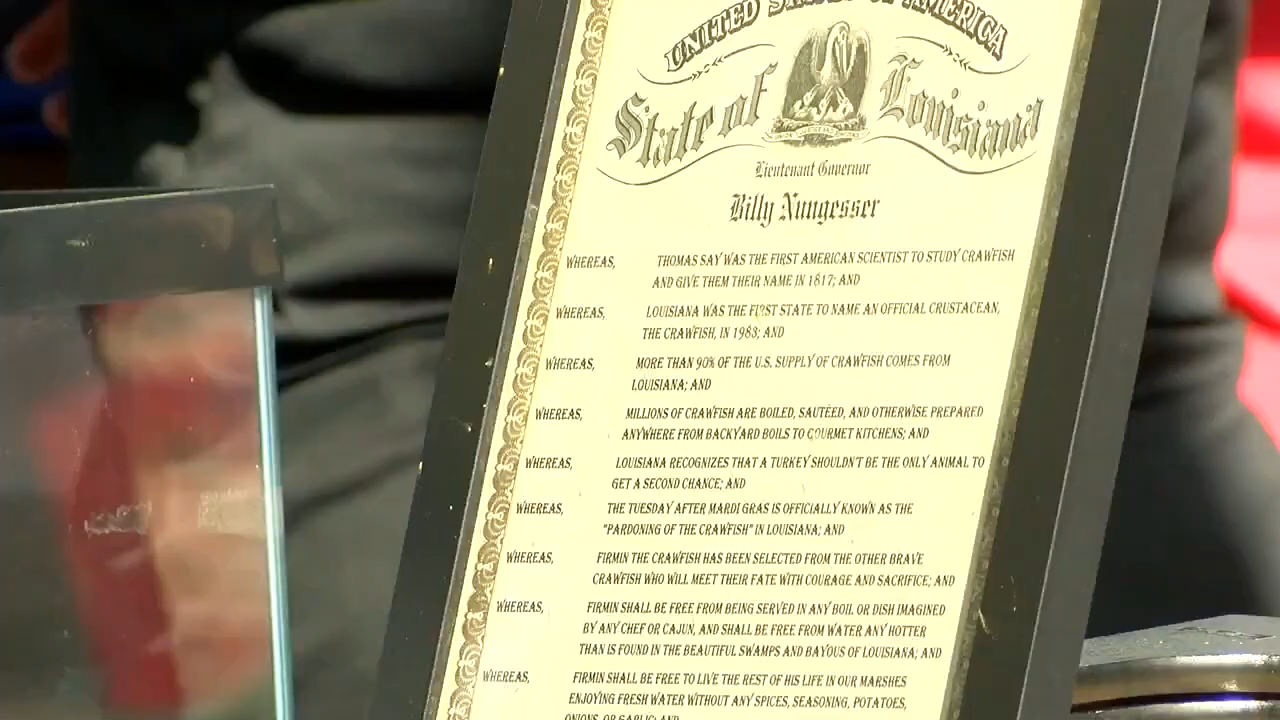 UNITED STATES OF AMERICA
State of Louisiana
Lieutenant Governor
Billy Nungesser
WHEREAS, THOMAS SAY WAS THE FIRST AMERICAN SCIENTIST TO STUDY CRAWFISH
AND GIVE THEM THEIR NAME IN 1817; AND
WHEREAS, LOUISIANA WAS THE FIRST STATE TO NAME AN OFFICIAL CRUSTACEAN,
THE CRAWFISH, IN 1983; AND
WHEREAS, MORE THAN 90% OF THE U.S. SUPPLY OF CRAWFISH COMES FROM
LOUISIANA; AND
WHEREAS, MILLIONS OF CRAWFISH ARE BOILED, SAUTÉED, AND OTHERWISE PREPARED
ANYWHERE FROM BACKYARD BOILS TO GOURMET KITCHENS; AND
WHEREAS, LOUISIANA RECOGNIZES THAT A TURKEY SHOULDN'T BE THE ONLY ANIMAL TO
GET A SECOND CHANCE; AND
WHEREAS, THE TUESDAY AFTER MARDI GRAS IS OFFICIALLY KNOWN AS THE
"PARDONING OF THE CRAWFISH" IN LOUISIANA; AND
WHEREAS, FIRMIN THE CRAWFISH HAS BEEN SELECTED FROM THE OTHER BRAVE
CRAWFISH WHO WILL MEET THEIR FATE WITH COURAGE AND SACRIFICE; AND
WHEREAS, FIRMIN SHALL BE FREE FROM BEING SERVED IN ANY BOIL OR DISH IMAGINED
BY ANY CHEF OR CAJUN, AND SHALL BE FREE FROM WATER ANY HOTTER
THAN IS FOUND IN THE BEAUTIFUL SWAMPS AND BAYOUS OF LOUISIANA; AND
WHEREAS, FIRMIN SHALL BE FREE TO LIVE THE REST OF HIS LIFE IN OUR MARSHES
ENJOYING FRESH WATER WITHOUT ANY SPICES, SEASONING, POTATOES,
ONIONS, OR GARLIC; AND